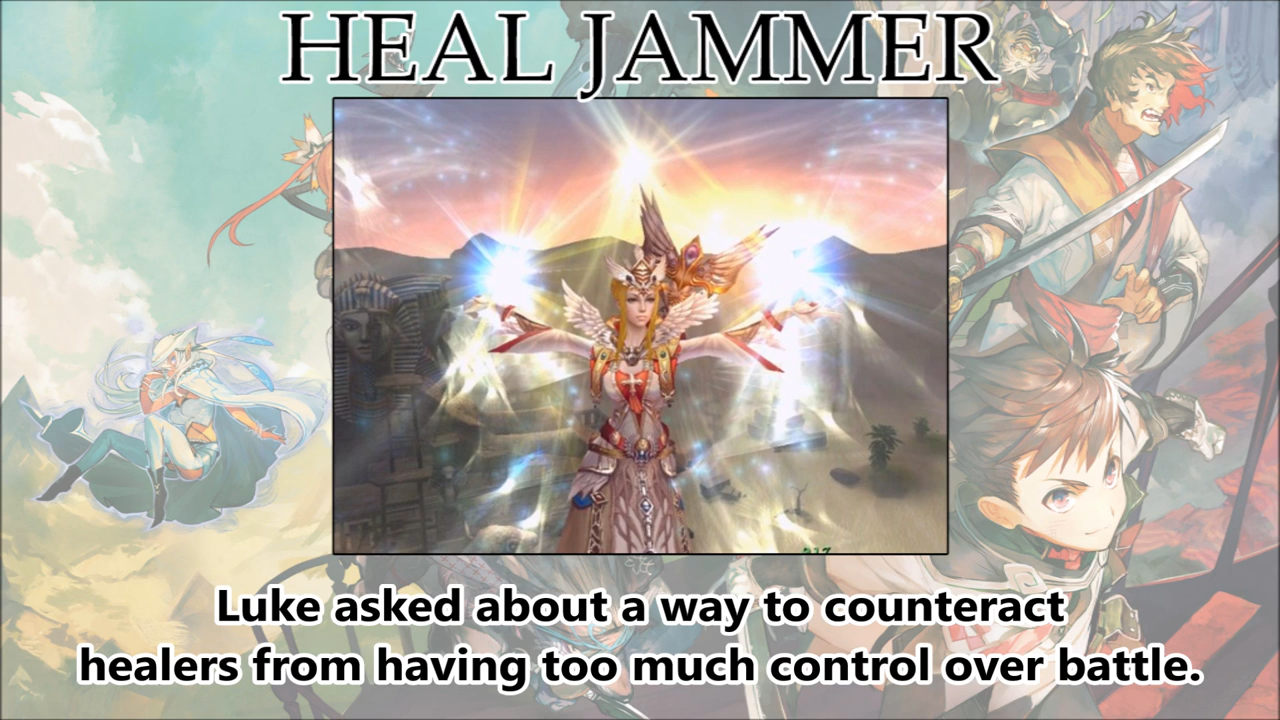 HEAL JAMMER
Luke asked about a way to counteract
healers from having too much control over battle.